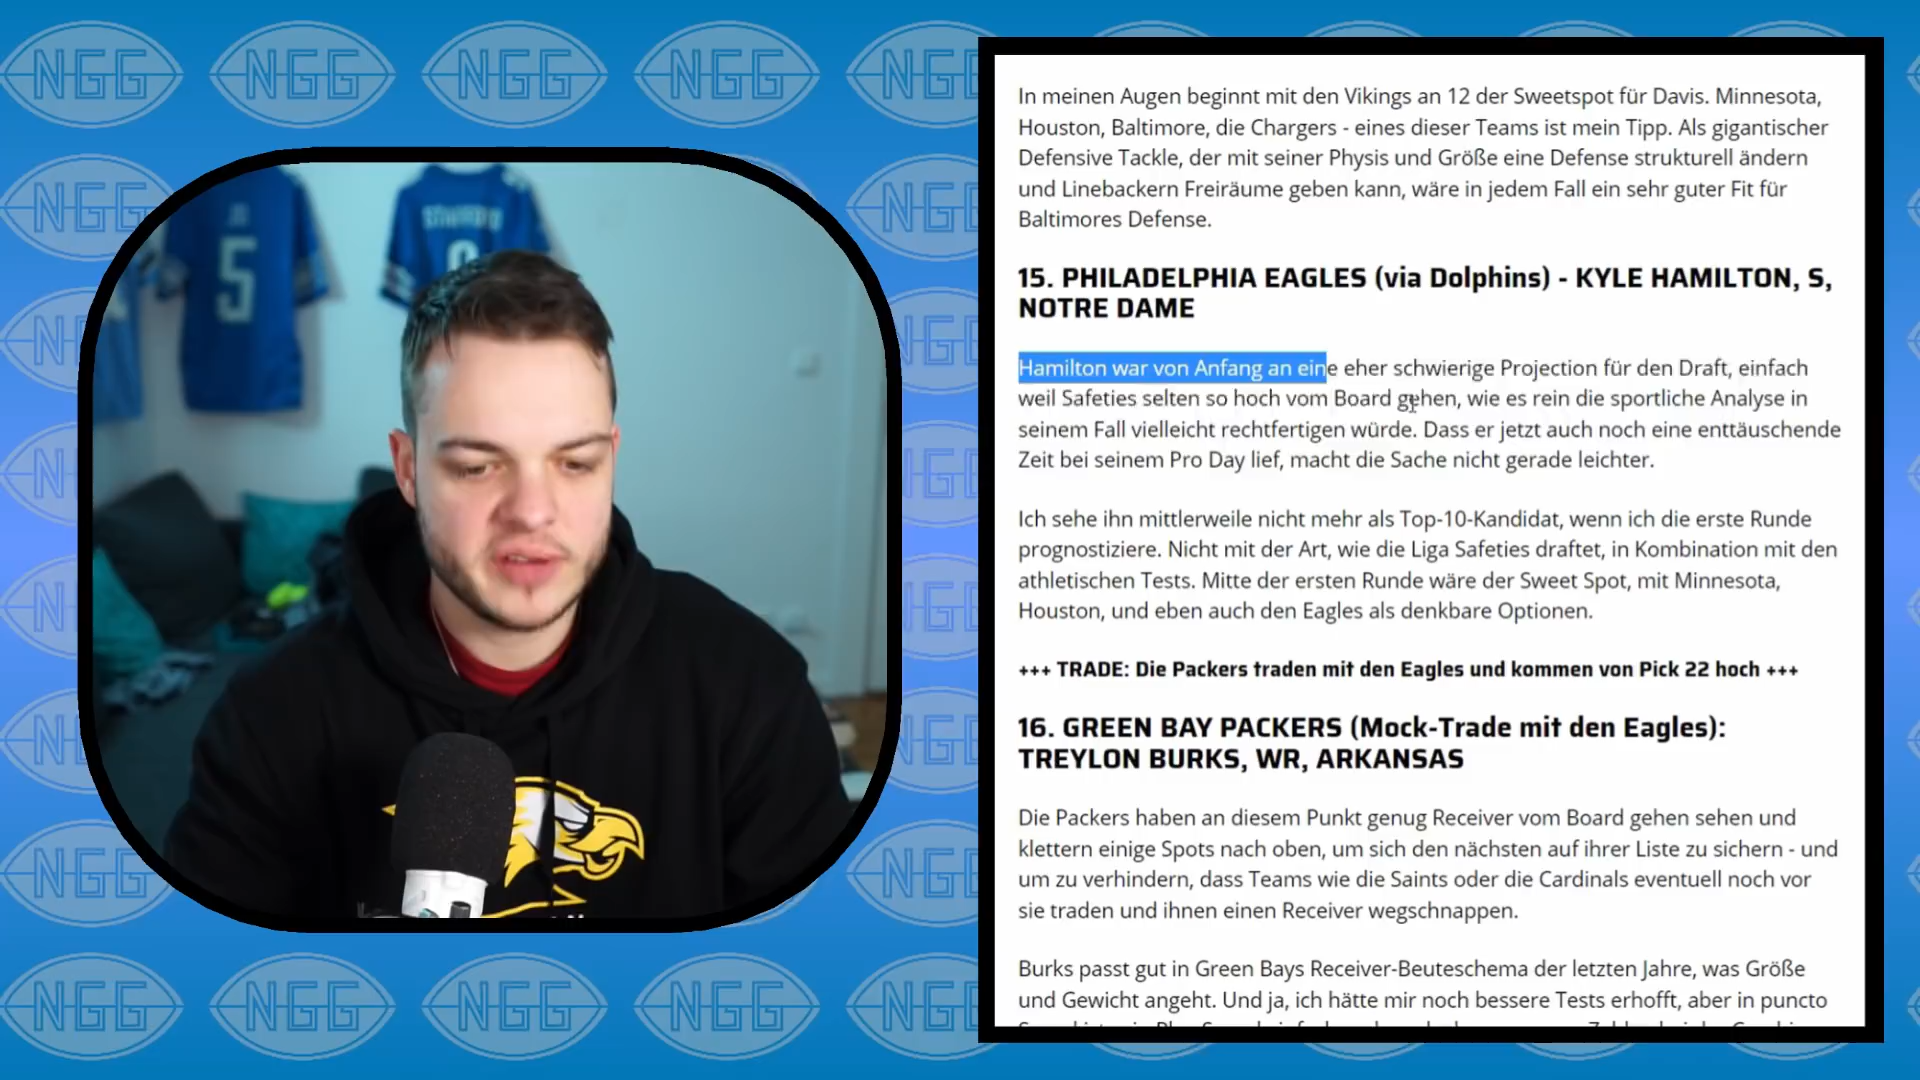 NGG NGG NGG NGG NGG
5
STAFFORD
9
In meinen Augen beginnt mit den Vikings an 12 der Sweetspot für Davis. Minnesota,
Houston, Baltimore, die Chargers - eines dieser Teams ist mein Tipp. Als gigantischer
Defensive Tackle, der mit seiner Physis und Größe eine Defense strukturell ändern
und Linebackern Freiräume geben kann, wäre in jedem Fall ein sehr guter Fit für
Baltimores Defense.
15. PHILADELPHIA EAGLES (via Dolphins) - KYLE HAMILTON, S,
NOTRE DAME
Hamilton war von Anfang an eine eher schwierige Projection für den Draft, einfach
weil Safeties selten so hoch vom Board gehen, wie es rein die sportliche Analyse in
seinem Fall vielleicht rechtfertigen würde. Dass er jetzt auch noch eine enttäuschende
Zeit bei seinem Pro Day lief, macht die Sache nicht gerade leichter.
Ich sehe ihn mittlerweile nicht mehr als Top-10-Kandidat, wenn ich die erste Runde
prognostiziere. Nicht mit der Art, wie die Liga Safeties draftet, in Kombination mit den
athletischen Tests. Mitte der ersten Runde wäre der Sweet Spot, mit Minnesota,
Houston, und eben auch den Eagles als denkbare Optionen.
+++ TRADE: Die Packers traden mit den Eagles und kommen von Pick 22 hoch +++
16. GREEN BAY PACKERS (Mock-Trade mit den Eagles):
TREYLON BURKS, WR, ARKANSAS
Die Packers haben an diesem Punkt genug Receiver vom Board gehen sehen und
klettern einige Spots nach oben, um sich den nächsten auf ihrer Liste zu sichern - und
um zu verhindern, dass Teams wie die Saints oder die Cardinals eventuell noch vor
sie traden und ihnen einen Receiver wegschnappen.
Burks passt gut in Green Bays Receiver-Beuteschema der letzten Jahre, was Größe
und Gewicht angeht. Und ja, ich hätte mir noch bessere Tests erhofft, aber in puncto
NGG NGG NGG NGG NGG